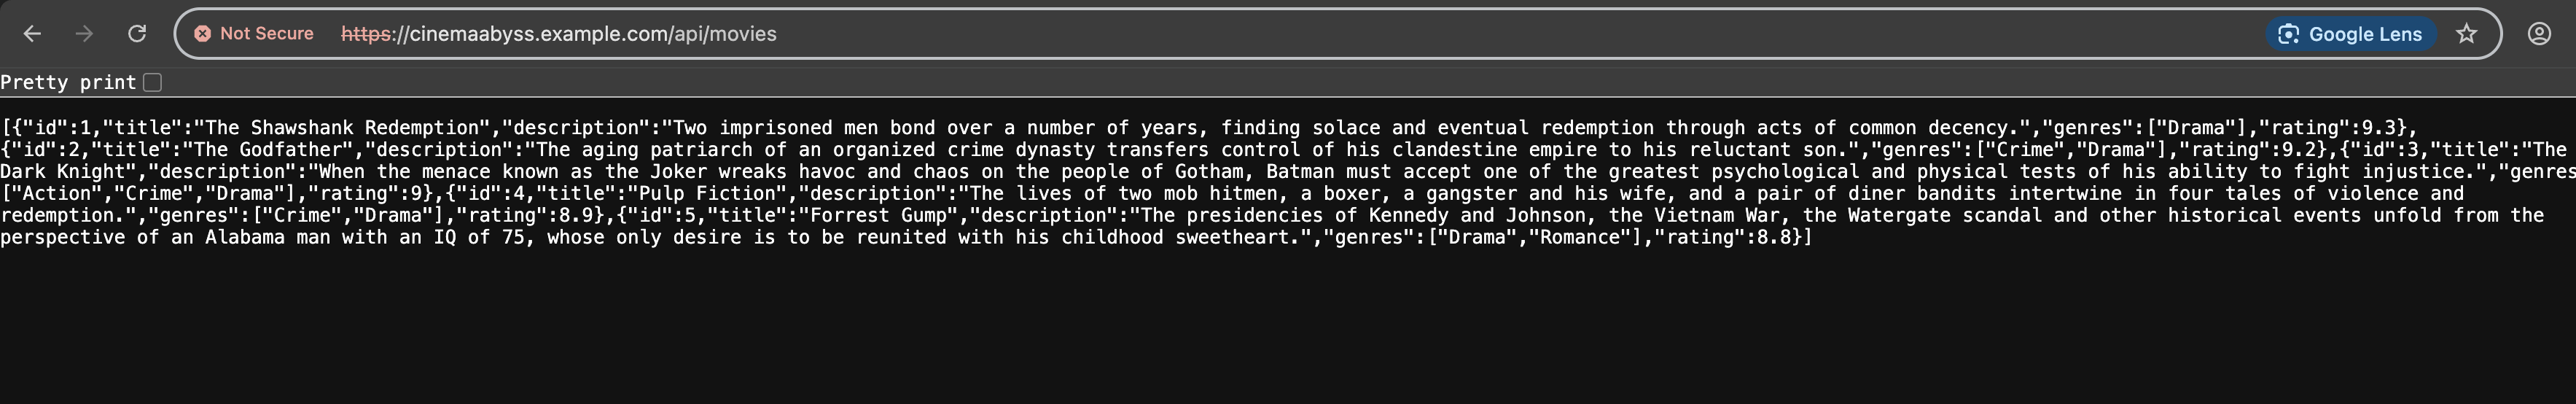 Not Secure https://cinemaabyss.example.com/api/movies Google Lens
Pretty print
[{"id":1,"title":"The Shawshank Redemption","description":"Two imprisoned men bond over a number of years, finding solace and eventual redemption through acts of common decency.","genres":["Drama"],"rating":9.3},
{"id":2,"title":"The Godfather","description":"The aging patriarch of an organized crime dynasty transfers control of his clandestine empire to his reluctant son.","genres":["Crime","Drama"],"rating":9.2},{"id":3,"title":"The
Dark Knight","description":"When the menace known as the Joker wreaks havoc and chaos on the people of Gotham, Batman must accept one of the greatest psychological and physical tests of his ability to fight injustice.","genres
["Action","Crime","Drama"],"rating":9},{"id":4,"title":"Pulp Fiction","description":"The lives of two mob hitmen, a boxer, a gangster and his wife, and a pair of diner bandits intertwine in four tales of violence and
redemption.","genres":["Crime","Drama"],"rating":8.9},{"id":5,"title":"Forrest Gump","description":"The presidencies of Kennedy and Johnson, the Vietnam War, the Watergate scandal and other historical events unfold from the
perspective of an Alabama man with an IQ of 75, whose only desire is to be reunited with his childhood sweetheart.","genres":["Drama","Romance"],"rating":8.8}]